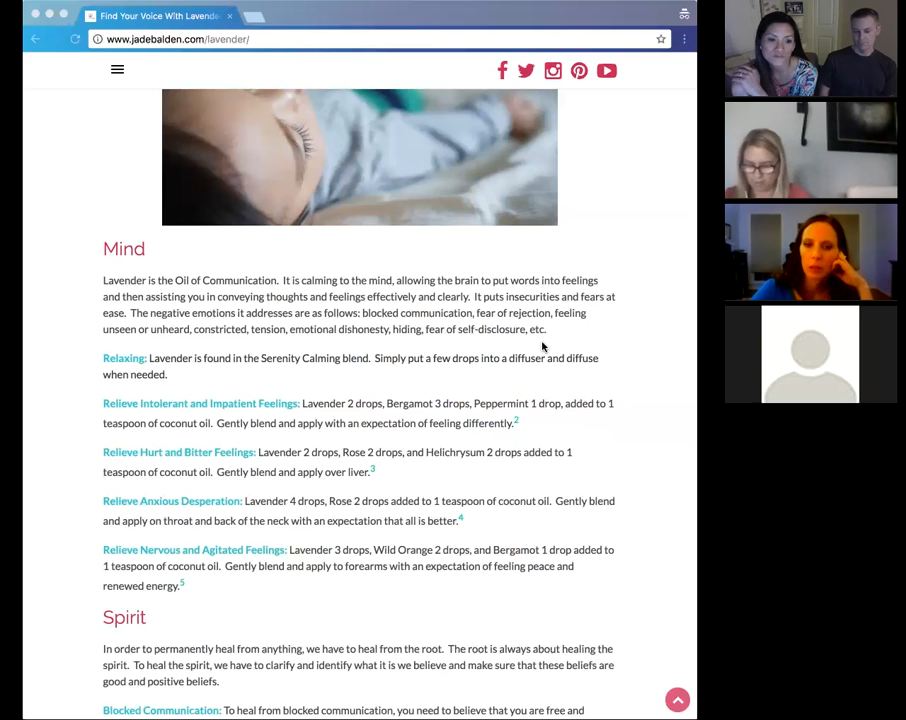 Find Your Voice With Lavende
www.jadebalden.com/lavender/
Mind
Lavender is the Oil of Communication. It is calming to the mind, allowing the brain to put words into feelings
and then assisting you in conveying thoughts and feelings effectively and clearly. It puts insecurities and fears at
ease. The negative emotions it addresses are as follows: blocked communication, fear of rejection, feeling
unseen or unheard, constricted, tension, emotional dishonesty, hiding, fear of self-disclosure, etc.
Relaxing: Lavender is found in the Serenity Calming blend. Simply put a few drops into a diffuser and diffuse
when needed.
Relieve Intolerant and Impatient Feelings: Lavender 2 drops, Bergamot 3 drops, Peppermint 1 drop, added to 1
teaspoon of coconut oil. Gently blend and apply with an expectation of feeling differently.2
Relieve Hurt and Bitter Feelings: Lavender 2 drops, Rose 2 drops, and Helichrysum 2 drops added to 1
teaspoon of coconut oil. Gently blend and apply over liver.3
Relieve Anxious Desperation: Lavender 4 drops, Rose 2 drops added to 1 teaspoon of coconut oil. Gently blend
and apply on throat and back of the neck with an expectation that all is better.4
Relieve Nervous and Agitated Feelings: Lavender 3 drops, Wild Orange 2 drops, and Bergamot 1 drop added to
1 teaspoon of coconut oil. Gently blend and apply to forearms with an expectation of feeling peace and
renewed energy.5
Spirit
In order to permanently heal from anything, we have to heal from the root. The root is always about healing the
spirit. To heal the spirit, we have to clarify and identify what it is we believe and make sure that these beliefs are
good and positive beliefs.
Blocked Communication: To heal from blocked communication, you need to believe that you are free and